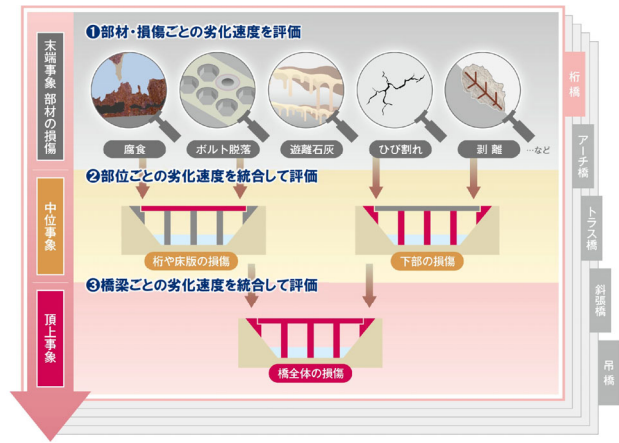 ❶部材・損傷ごとの劣化速度を評価
末端事象 部材の損傷
腐食
ボルト脱落
遊離石灰
ひび割れ
剥離
…など
❷部位ごとの劣化速度を統合して評価
中位事象
桁や床版の損傷
下部の損傷
❸橋梁ごとの劣化速度を統合して評価
頂上事象
橋全体の損傷
桁橋
アーチ橋
トラス橋
斜張橋
吊橋